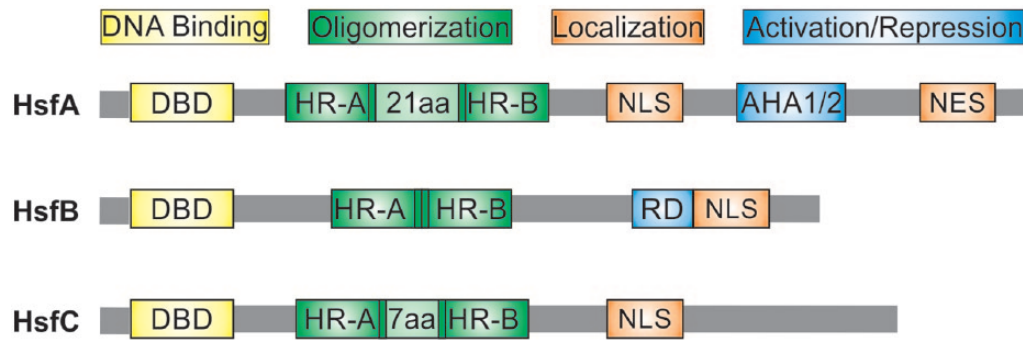 DNA Binding Oligomerization Localization Activation/Repression
HsfA DBD HR-A 21aa HR-B NLS AHA1/2 NES
HsfB DBD HR-A HR-B RD NLS
HsfC DBD HR-A 7aa HR-B NLS